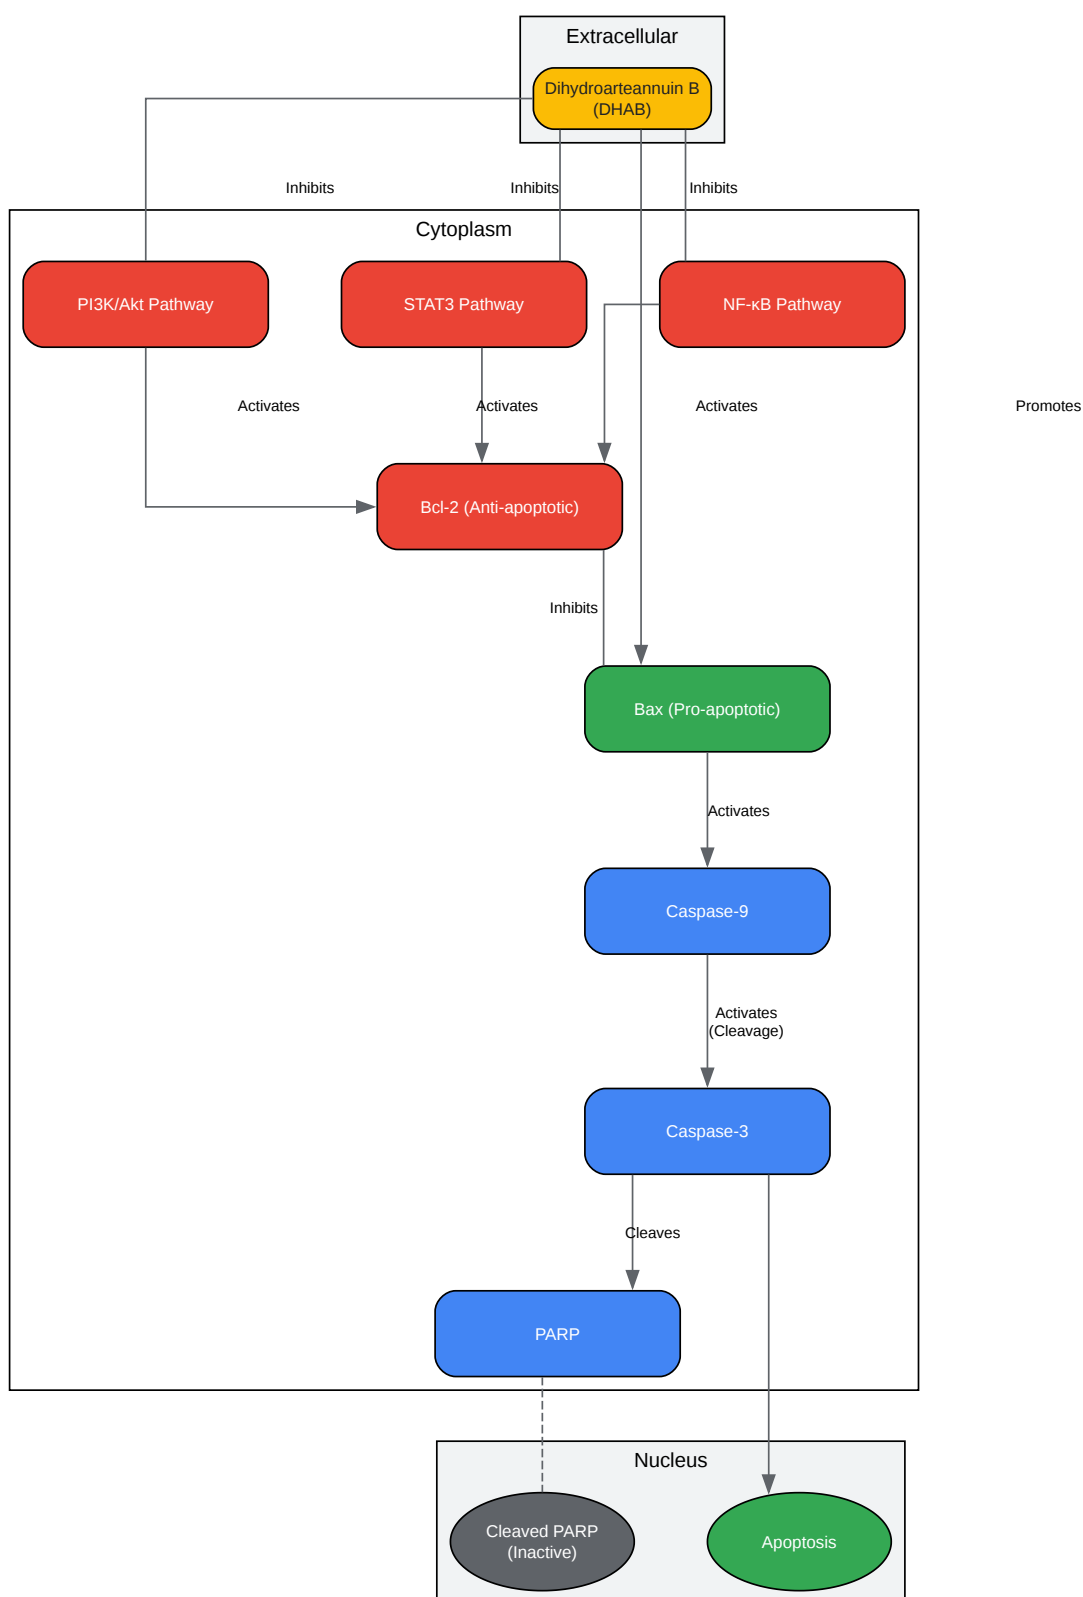 Extracellular
Dihydroarteannuin B
(DHAB)
Inhibits
Inhibits
Inhibits
Cytoplasm
PI3K/Akt Pathway
STAT3 Pathway
NF-κB Pathway
Activates
Activates
Activates
Promotes
Bcl-2 (Anti-apoptotic)
Inhibits
Bax (Pro-apoptotic)
Activates
Caspase-9
Activates
(Cleavage)
Caspase-3
Cleaves
PARP
Nucleus
Cleaved PARP
(Inactive)
Apoptosis